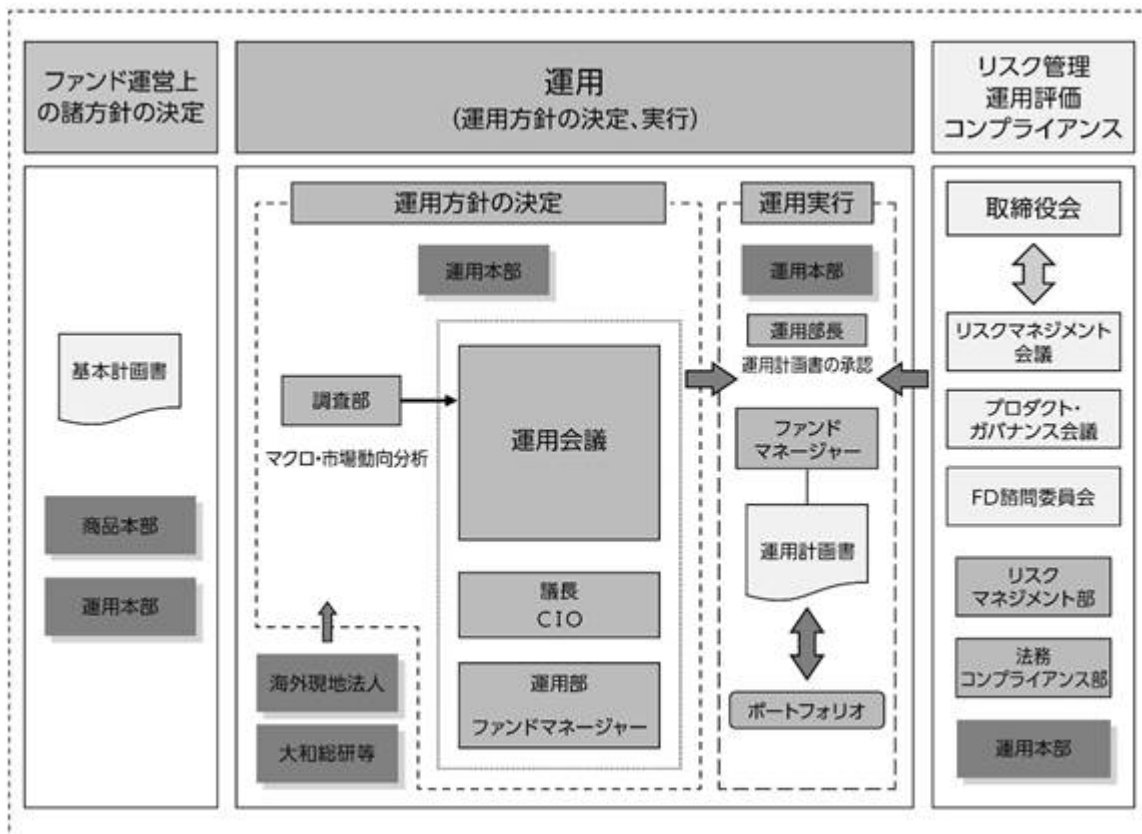 ファンド運営上
の諸方針の決定
運用
(運用方針の決定、実行)
リスク管理
運用評価
コンプライアンス
基本計画書
商品本部
運用本部
運用方針の決定
運用本部
調査部
マクロ・市場動向分析
運用会議
議長
CIO
運用部
ファンドマネージャー
海外現地法人
大和総研等
運用実行
運用本部
運用部長
運用計画書の承認
ファンド
マネージャー
運用計画書
ポートフォリオ
取締役会
リスクマネジメント
会議
プロダクト・
ガバナンス会議
FD諮問委員会
リスク
マネジメント部
法務
コンプライアンス部
運用本部